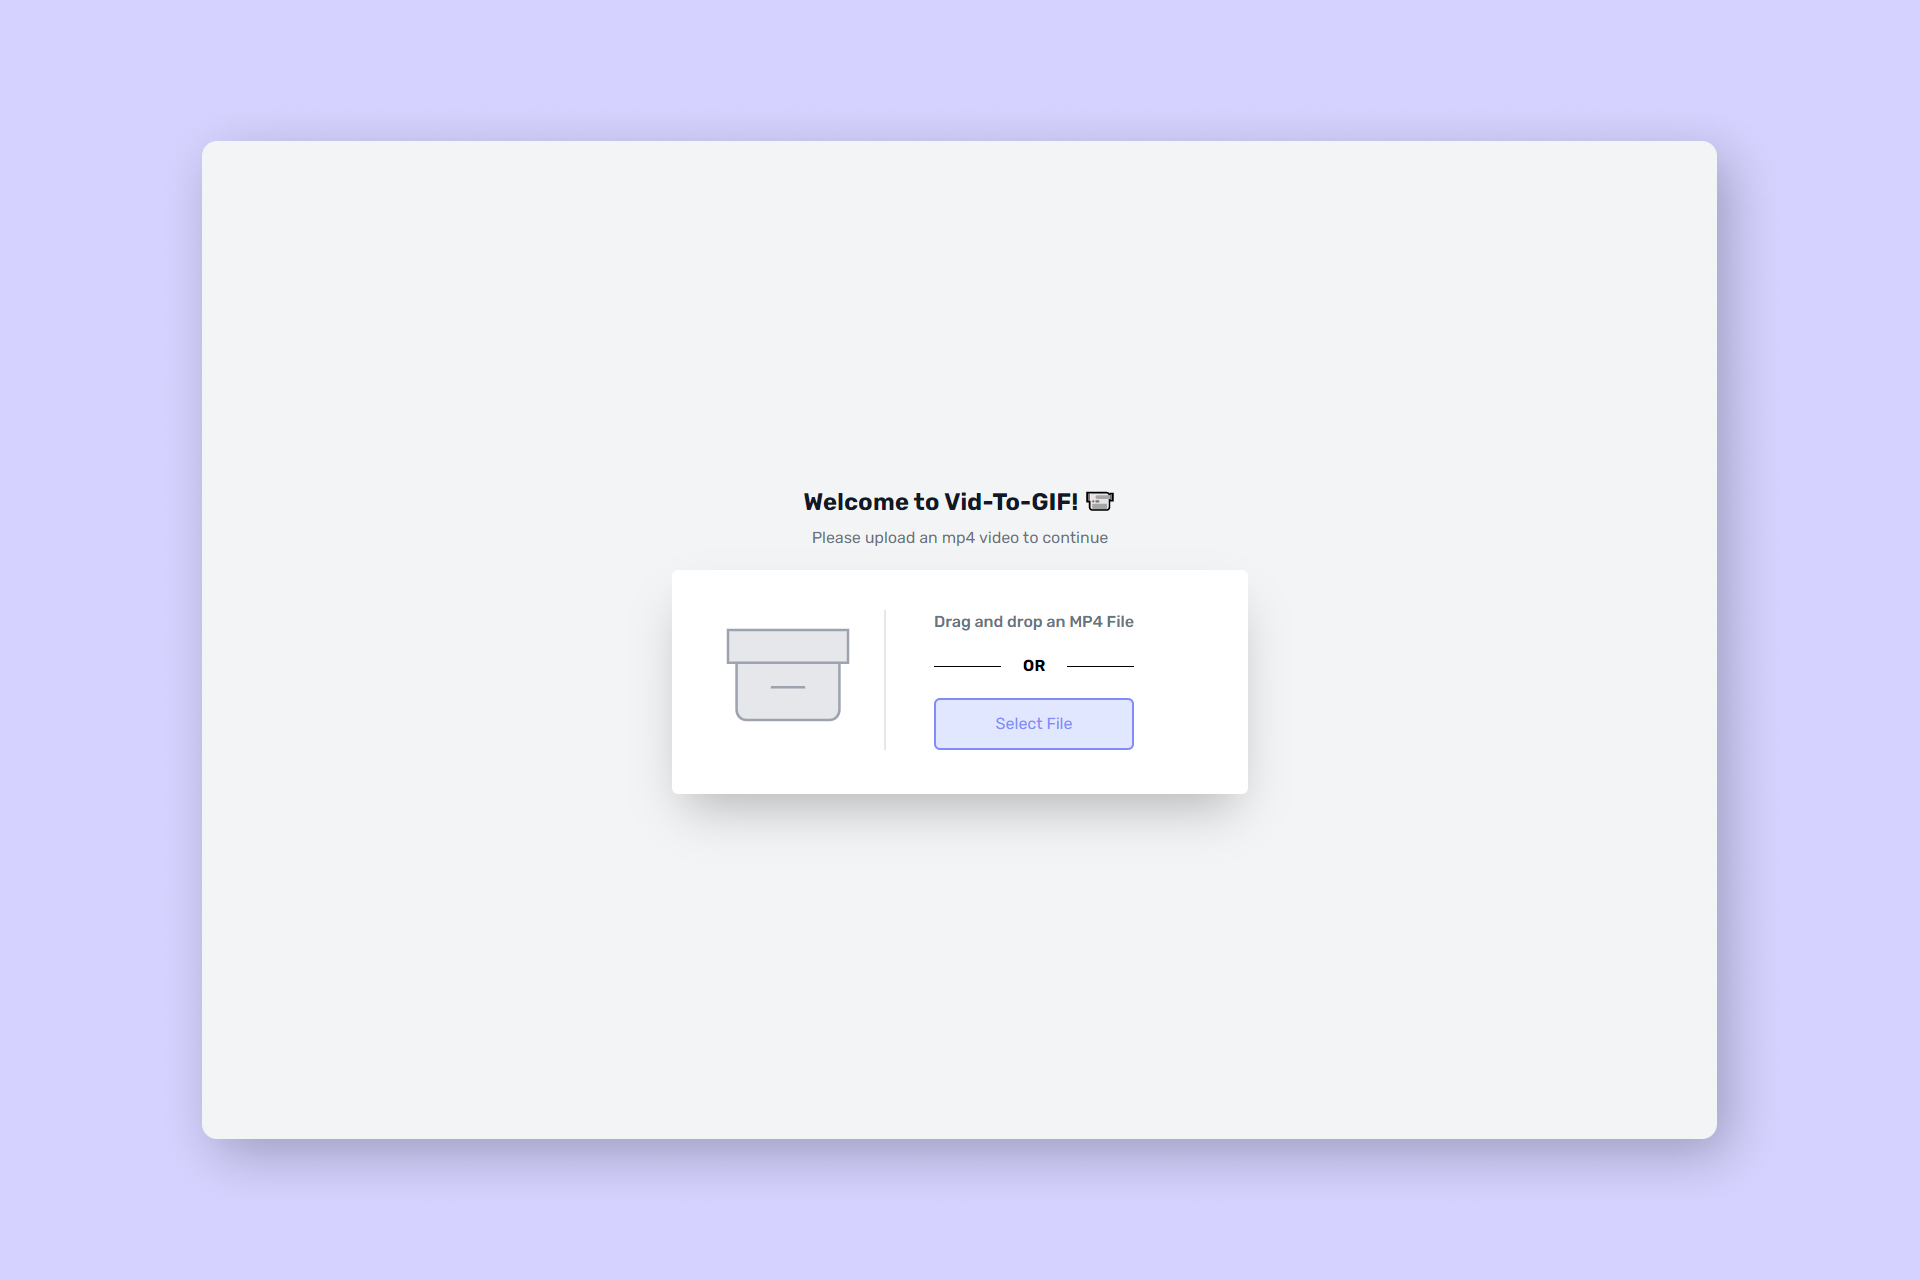 Welcome to Vid-To-GIF!
Please upload an mp4 video to continue
Drag and drop an MP4 File
OR
Select File